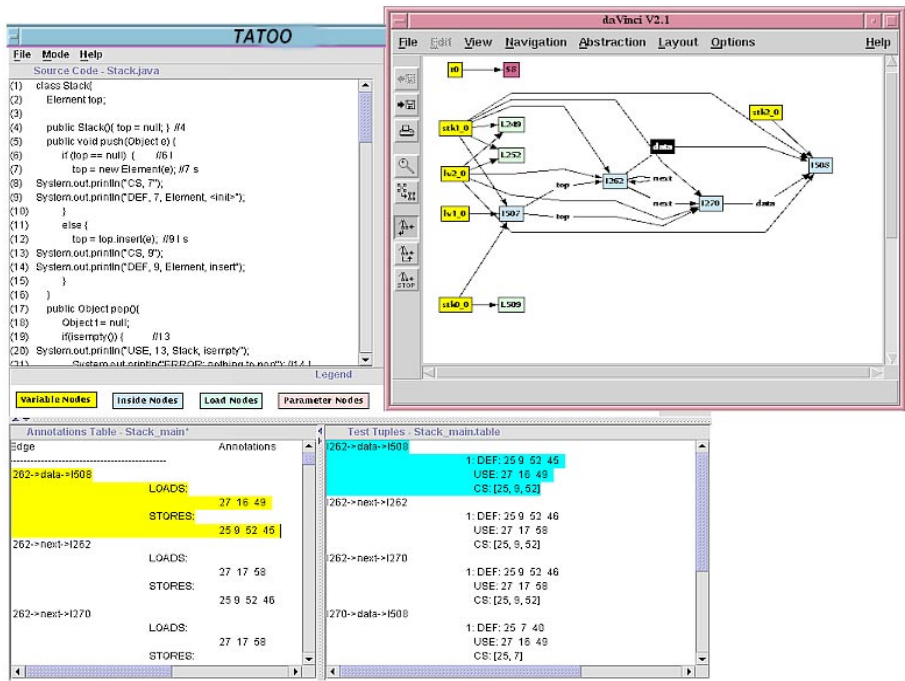 TATOO
File Mode Help
Source Code - Stack.java
(1) class Stack{
(2) Element top;
(3)
(4) public Stack(){ top = null; } //4
(5) public void push(Object e) {
(6) if (top == null) { //6 l
(7) top = new Element(e); //7 s
(8) System.out.println("CS, 7");
(9) System.out.println("DEF, 7, Element, <init>");
(10) }
(11) else {
(12) top = top.insert(e); //9 l s
(13) System.out.println("CS, 9");
(14) System.out.println("DEF, 9, Element, insert");
(15) }
(16) }
(17) public Object pop(){
(18) Object l = null;
(19) if(isempty()) { //13
(20) System.out.println("USE, 13, Stack, isempty");
(21) System.out.println("ERROR: nothing to pop"); //14 l
Legend
Variable Nodes Inside Nodes Load Nodes Parameter Nodes
daVinci V2.1
File Edit View Navigation Abstraction Layout Options Help
STOP
r0 S8
stk1_0 L249 stk2_0
L252 data I508
lv2_0 I262 next
top
lv1_0 I507 next I270 data
top
stk0_0 L509
Annotations Table - Stack_main*
Edge Annotations
262->data->I508
LOADS:
27 16 49
STORES:
25 9 52 45
262->next->I262
LOADS:
27 17 58
STORES:
25 9 52 46
262->next->I270
LOADS:
27 17 58
STORES:
Test Tuples - Stack_main.table
I262->data->I508
1: DEF: 25 9 52 45
USE: 27 16 49
CS: [25, 9, 52]
I262->next->I262
1: DEF: 25 9 52 46
USE: 27 17 58
CS: [25, 9, 52]
I262->next->I270
1: DEF: 25 9 52 46
USE: 27 17 58
CS: [25, 9, 52]
I270->data->I508
1: DEF: 25 7 40
USE: 27 16 49
CS: [25, 7]